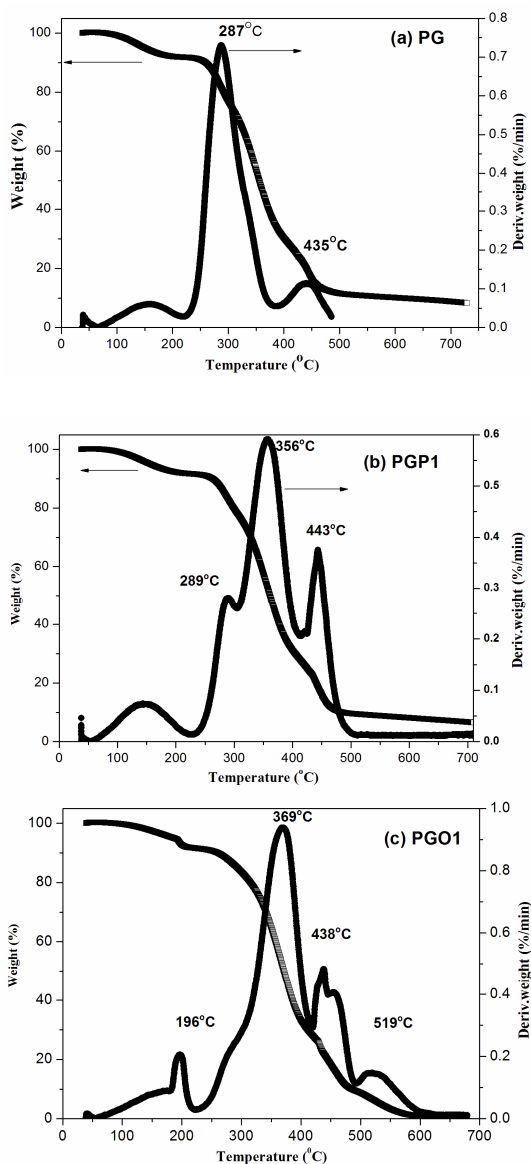 (a) PG
287°C
435°C
Weight (%)
100
80
60
40
20
0
Deriv.weight (%/min)
0.8
0.7
0.6
0.5
0.4
0.3
0.2
0.1
0.0
0 100 200 300 400 500 600 700
Temperature (°C)
(b) PGP1
356°C
443°C
289°C
Weight (%)
100
80
60
40
20
0
Deriv.weight (%/min)
0.6
0.5
0.4
0.3
0.2
0.1
0.0
0 100 200 300 400 500 600 700
Temperature (°C)
(c) PGO1
369°C
438°C
196°C
519°C
Weight (%)
100
80
60
40
20
0
Deriv.weight (%/min)
1.0
0.8
0.6
0.4
0.2
0.0
0 100 200 300 400 500 600 700
Temperature (°C)